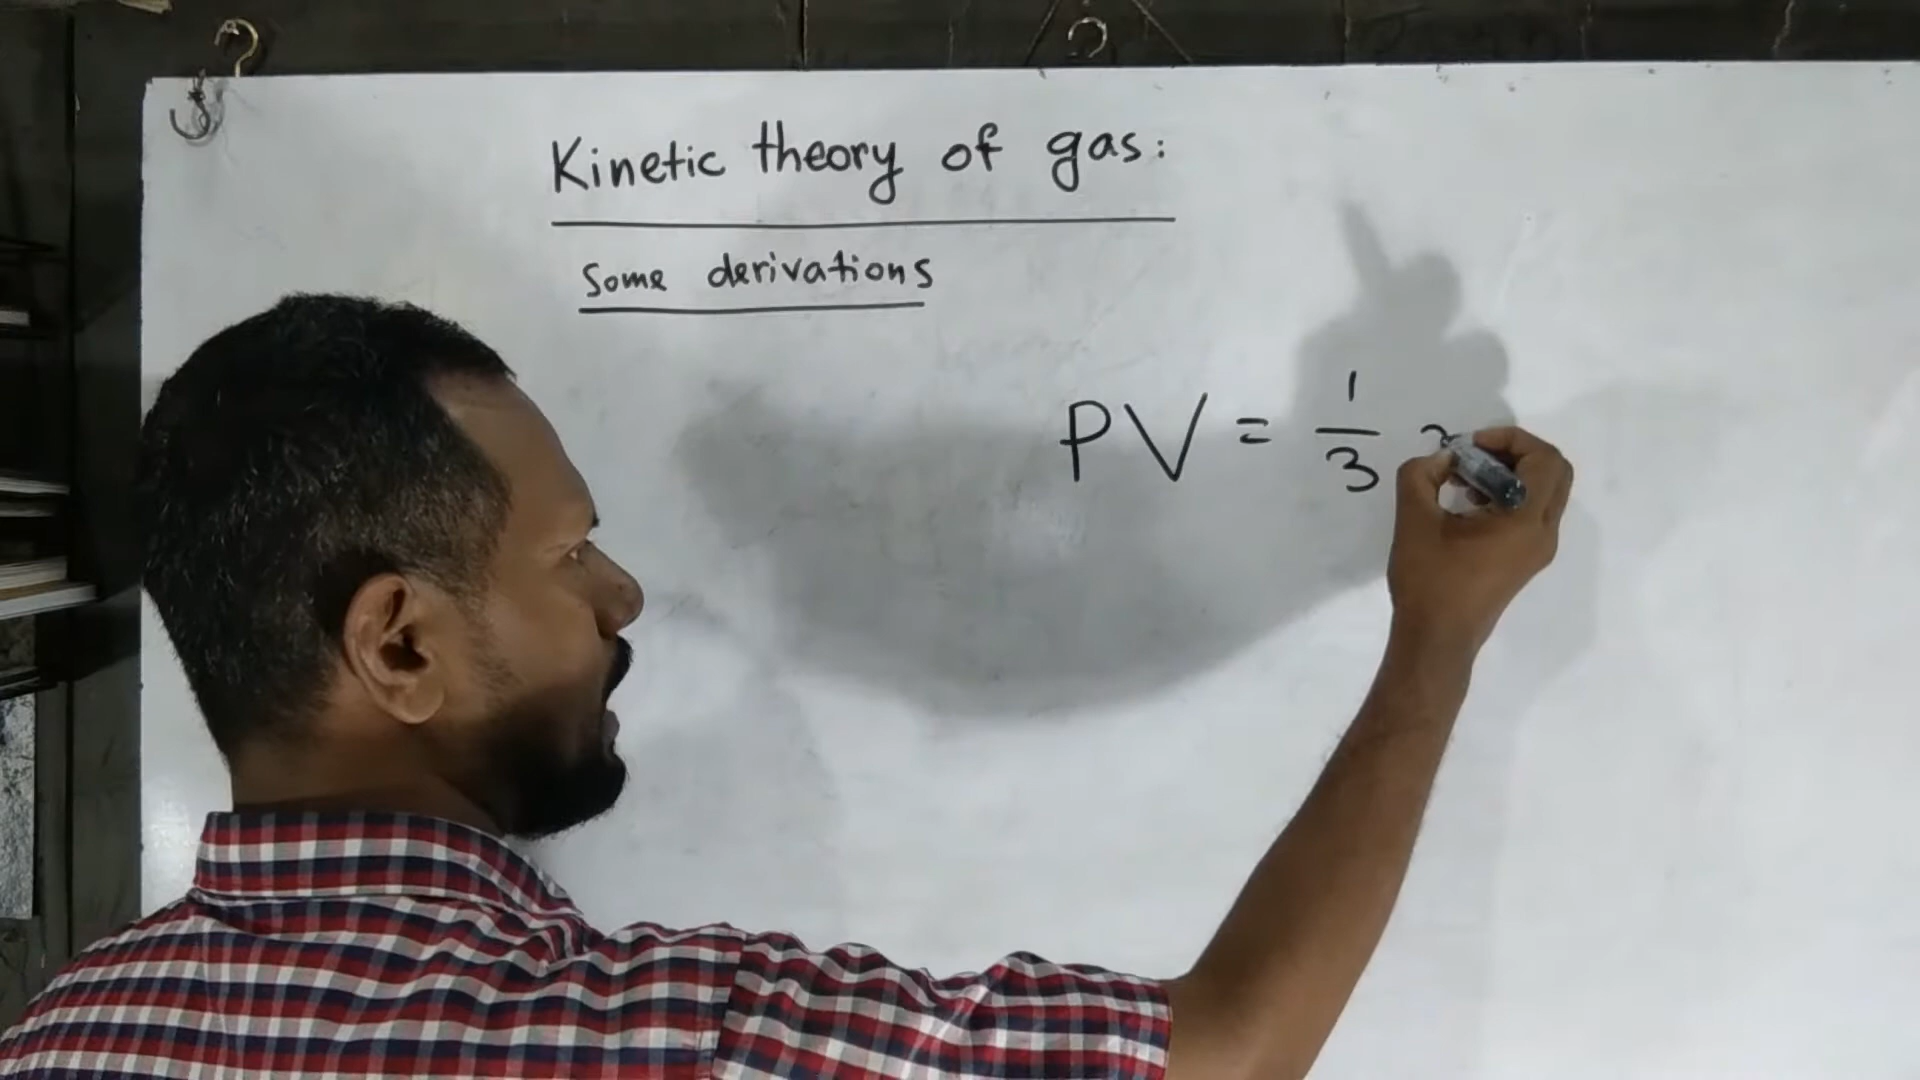 Kinetic theory of gas:
Some derivations
PV = 1/3